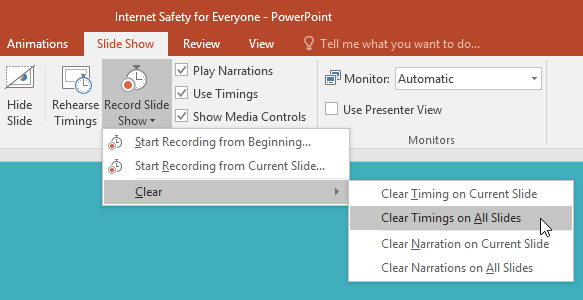 Internet Safety for Everyone - PowerPoint
Animations Slide Show Review View Tell me what you want to do...
Hide
Slide
Rehearse
Timings
Record Slide
Show
Play Narrations
Use Timings
Show Media Controls
Monitor: Automatic
Use Presenter View
Monitors
Start Recording from Beginning...
Start Recording from Current Slide...
Clear
Clear Timing on Current Slide
Clear Timings on All Slides
Clear Narration on Current Slide
Clear Narrations on All Slides